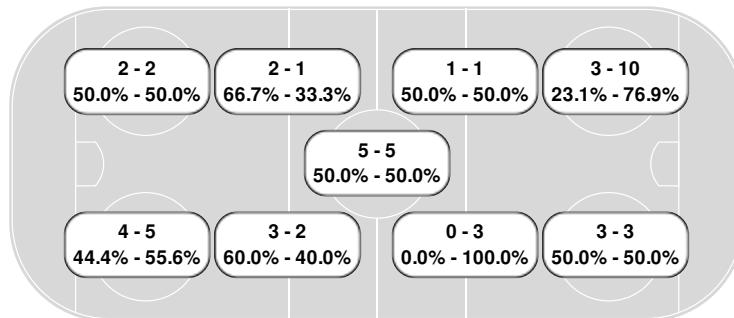 2 - 2
50.0% - 50.0%
2 - 1
66.7% - 33.3%
1 - 1
50.0% - 50.0%
3 - 10
23.1% - 76.9%
5 - 5
50.0% - 50.0%
4 - 5
44.4% - 55.6%
3 - 2
60.0% - 40.0%
0 - 3
0.0% - 100.0%
3 - 3
50.0% - 50.0%